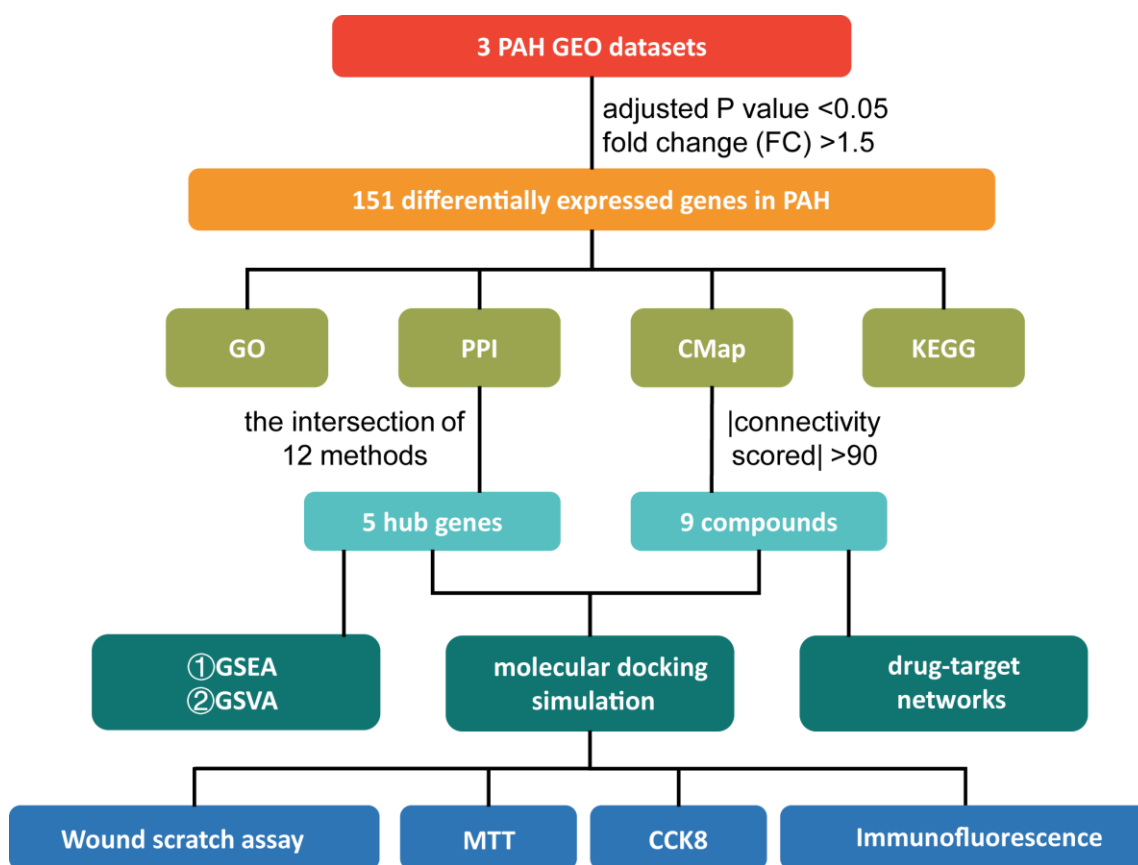 3 PAH GEO datasets
adjusted P value <0.05
fold change (FC) >1.5
151 differentially expressed genes in PAH
GO
PPI
CMap
KEGG
the intersection of
12 methods
|connectivity
scored| >90
5 hub genes
9 compounds
①GSEA
②GSVA
molecular docking
simulation
drug-target
networks
Wound scratch assay
MTT
CCK8
Immunofluorescence